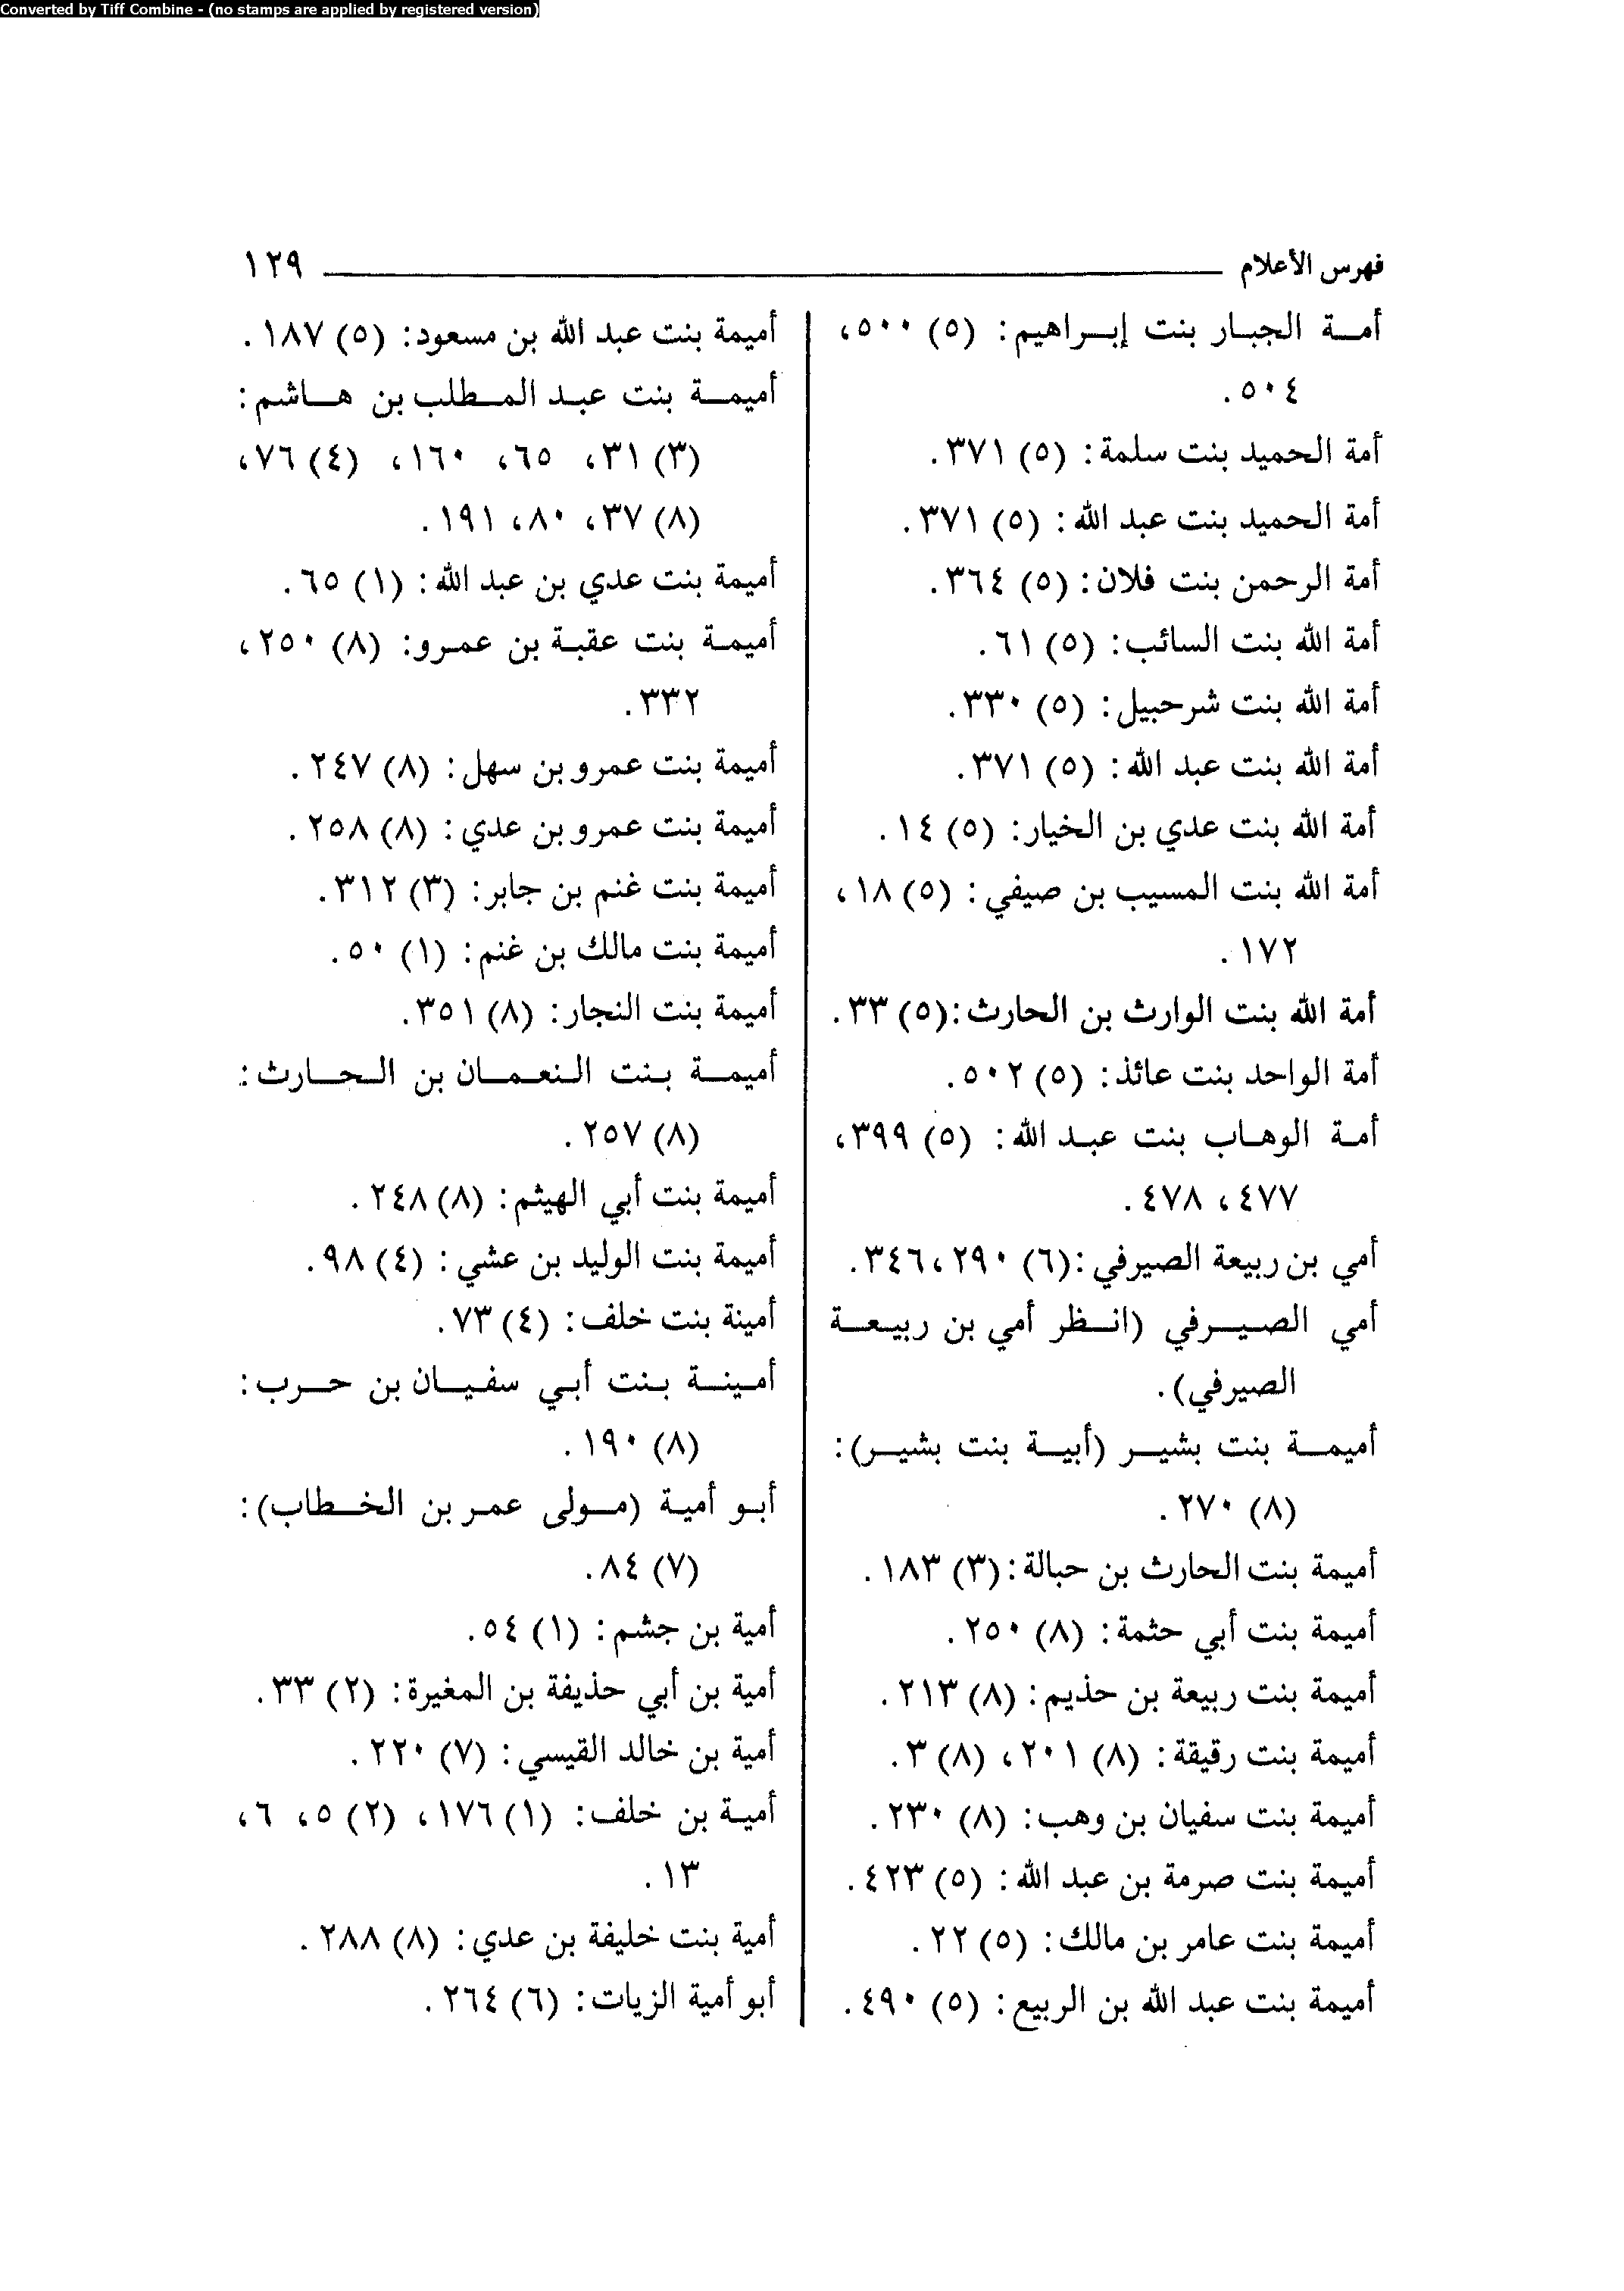 Converted by Tiff Combine - (no stamps are applied by registered version)
فهرس الأعلام ١٢٩
أمة الجبار بنت إبراهيم: (٥) ٥٠٠،
٥٠٤.
أمة الحميد بنت سلمة: (٥) ٣٧١.
أمة الحميد بنت عبد الله: (٥) ٣٧١.
أمة الرحمن بنت فلان: (٥) ٣٦٤.
أمة الله بنت السائب: (٥) ٦١.
أمة الله بنت شرحبيل: (٥) ٣٣٠.
أمة الله بنت عبد الله: (٥) ٣٧١.
أمة الله بنت عدي بن الخيار: (٥) ١٤.
أمة الله بنت المسيب بن صيفي: (٥) ١٨،
١٧٢.
أمة الله بنت الوارث بن الحارث:(٥) ٣٣.
أمة الواحد بنت عائذ: (٥) ٥٠٢.
أمة الوهاب بنت عبد الله: (٥) ٣٩٩،
٤٧٧، ٤٧٨.
أمي بن ربيعة الصيرفي:(٦) ٢٩٠، ٣٤٦.
أمي الصيرفي (انظر أمي بن ربيعة
الصيرفي).
أميمة بنت بشير (أبية بنت بشير):
(٨) ٢٧٠.
أميمة بنت الحارث بن حبالة:(٣) ١٨٣.
أميمة بنت أبي حثمة: (٨) ٢٥٠.
أميمة بنت ربيعة بن حذيم: (٨) ٢١٣.
أميمة بنت رقيقة: (٨) ٢٠١، (٨) ٣.
أميمة بنت سفيان بن وهب: (٨) ٢٣٠.
أميمة بنت صرمة بن عبد الله: (٥) ٤٢٣.
أميمة بنت عامر بن مالك: (٥) ٢٢.
أميمة بنت عبد الله بن الربيع: (٥) ٤٩٠.
أميمة بنت عبد الله بن مسعود: (٥) ١٨٧.
أميمة بنت عبد المطلب بن هاشم:
(٣) ٣١، ٦٥، ١٦٠، (٤) ٧٦،
(٨) ٣٧، ٨٠، ١٩١.
أميمة بنت عدي بن عبد الله: (١) ٦٥.
أميمة بنت عقبة بن عمرو: (٨) ٢٥٠،
٣٣٢.
أميمة بنت عمرو بن سهل: (٨) ٢٤٧.
أميمة بنت عمرو بن عدي: (٨) ٢٥٨.
أميمة بنت غنم بن جابر: (٣) ٣١٢.
أميمة بنت مالك بن غنم: (١) ٥٠.
أميمة بنت النجار: (٨) ٣٥١.
أميمة بنت النعمان بن الحارث:
(٨) ٢٥٧.
أميمة بنت أبي الهيثم: (٨) ٢٤٨.
أميمة بنت الوليد بن عشي: (٤) ٩٨.
أمينة بنت خلف: (٤) ٧٣.
أمينة بنت أبي سفيان بن حرب:
(٨) ١٩٠.
أبو أمية (مولى عمر بن الخطاب):
(٧) ٨٤.
أمية بن جشم: (١) ٥٤.
أمية بن أبي حذيفة بن المغيرة: (٢) ٣٣.
أمية بن خالد القيسي: (٧) ٢٢٠.
أمية بن خلف: (١) ١٧٦، (٢) ٥، ٦،
١٣.
أمية بنت خليفة بن عدي: (٨) ٢٨٨.
أبو أمية الزيات: (٦) ٢٦٤.